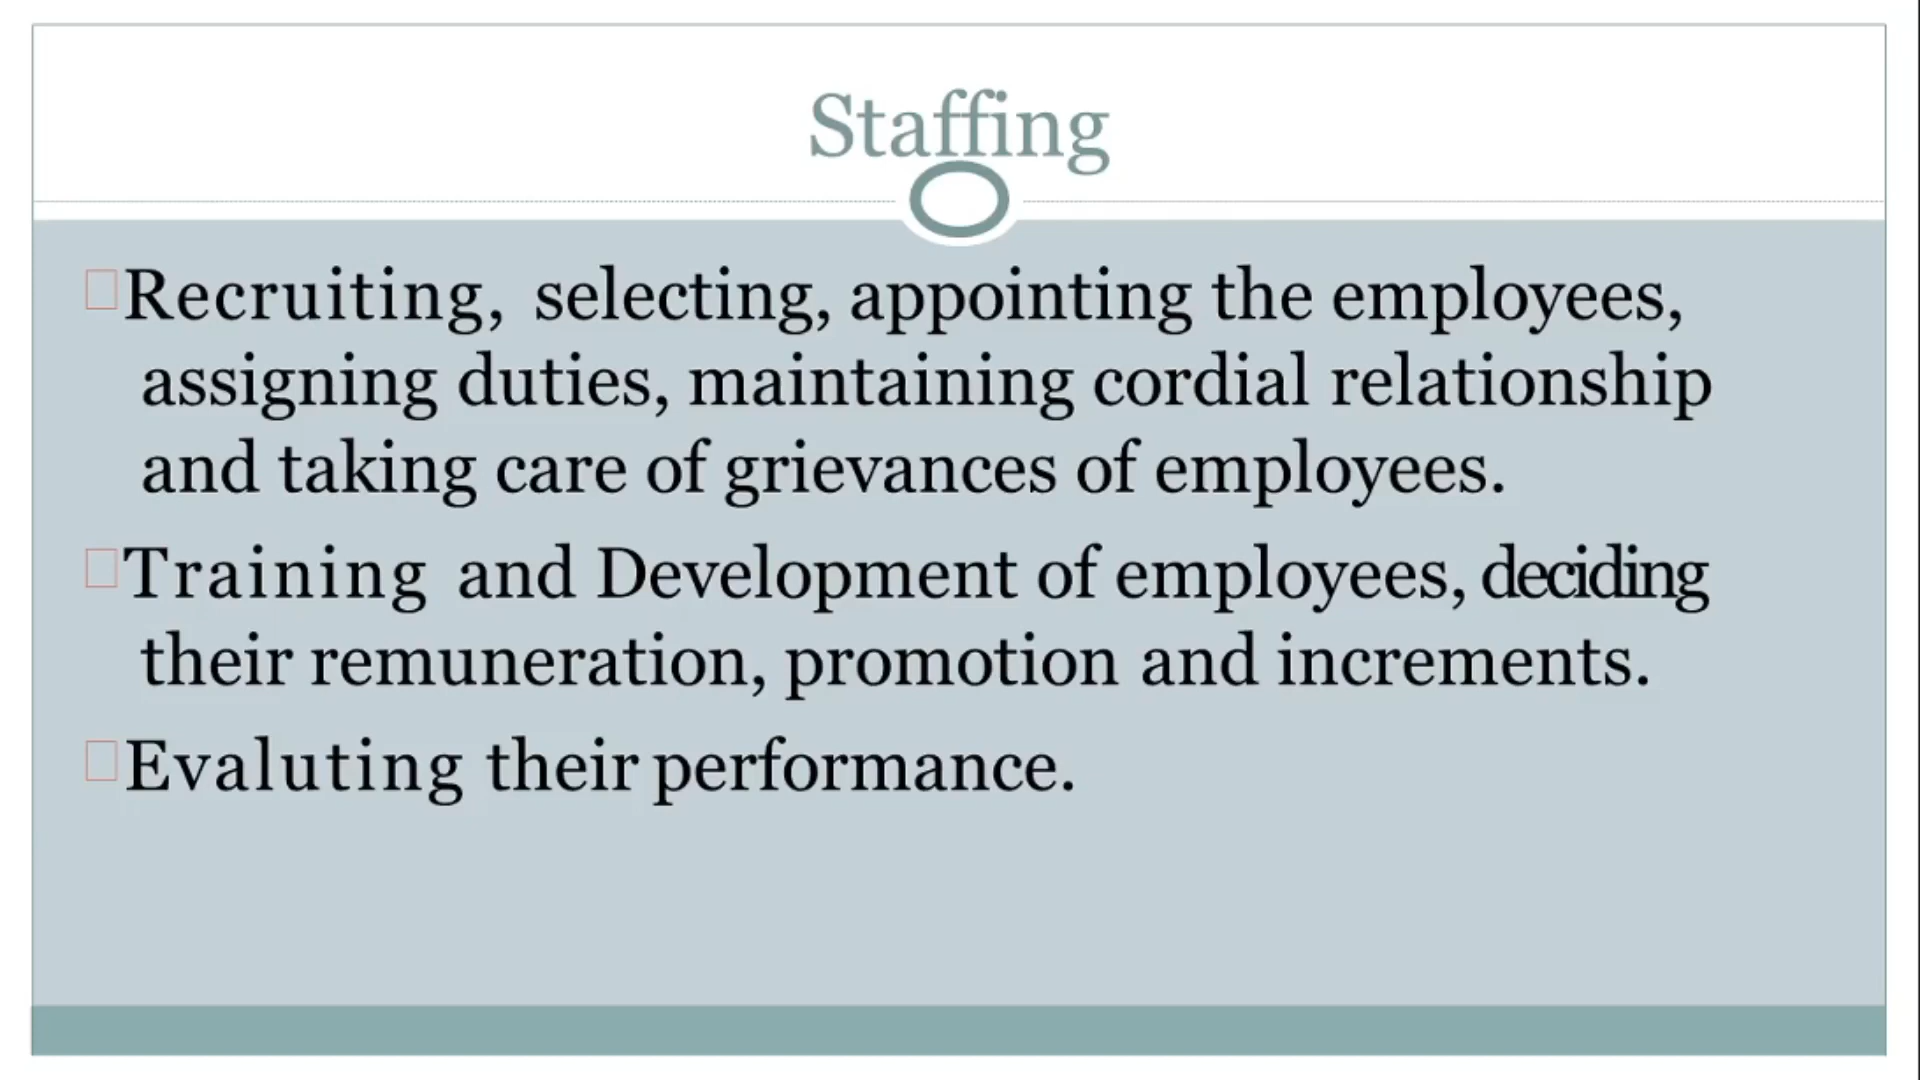 Staffing
Recruiting, selecting, appointing the employees,
assigning duties, maintaining cordial relationship
and taking care of grievances of employees.
Training and Development of employees, deciding
their remuneration, promotion and increments.
Evaluting their performance.